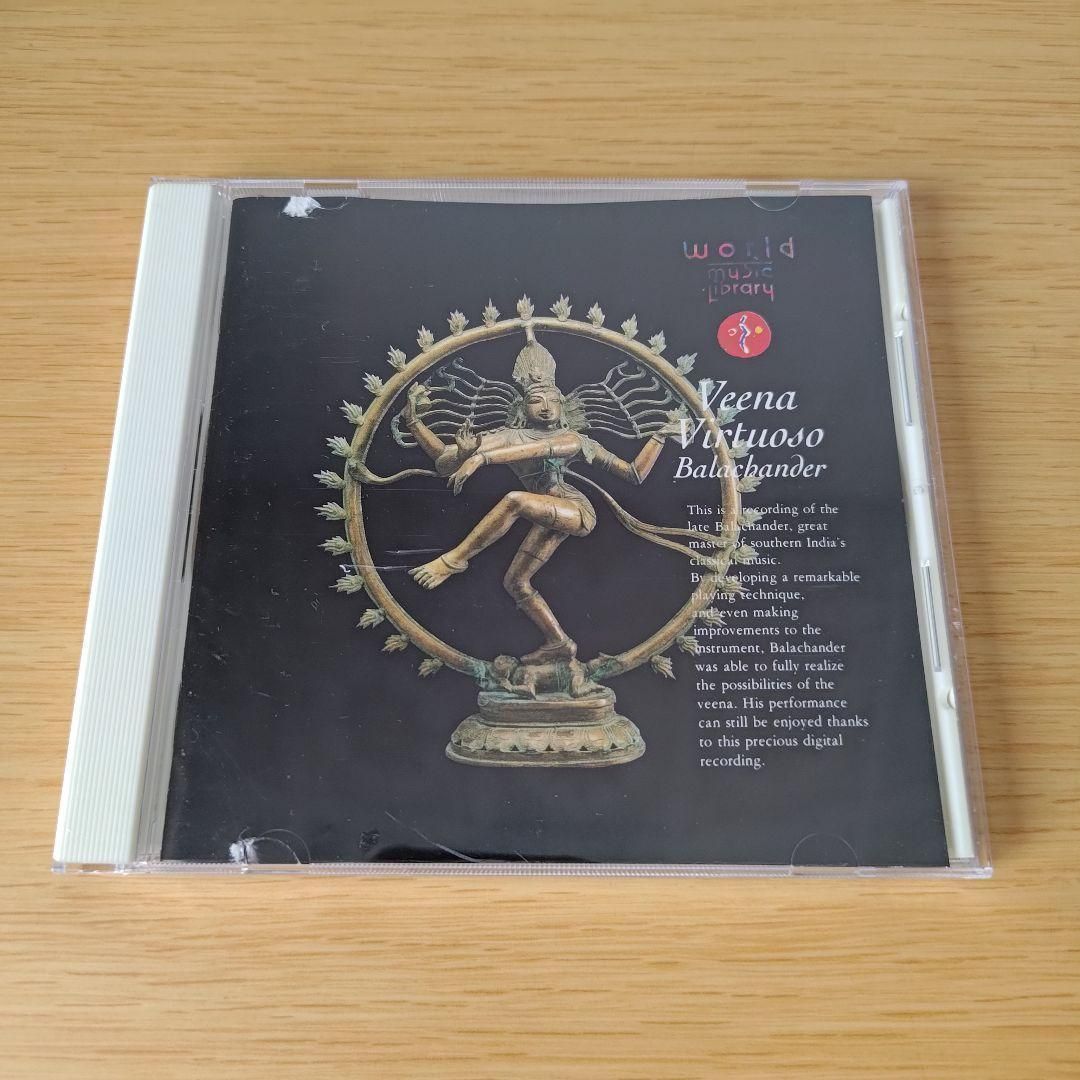 world
music
Library
Veena
Virtuoso
Balachander
This is a recording of the
late Balachander, great
master of southern India's
classical music.
By developing a remarkable
playing technique,
and even making
improvements to the
instrument, Balachander
was able to fully realize
the possibilities of the
veena. His performance
can still be enjoyed thanks
to this precious digital
recording.